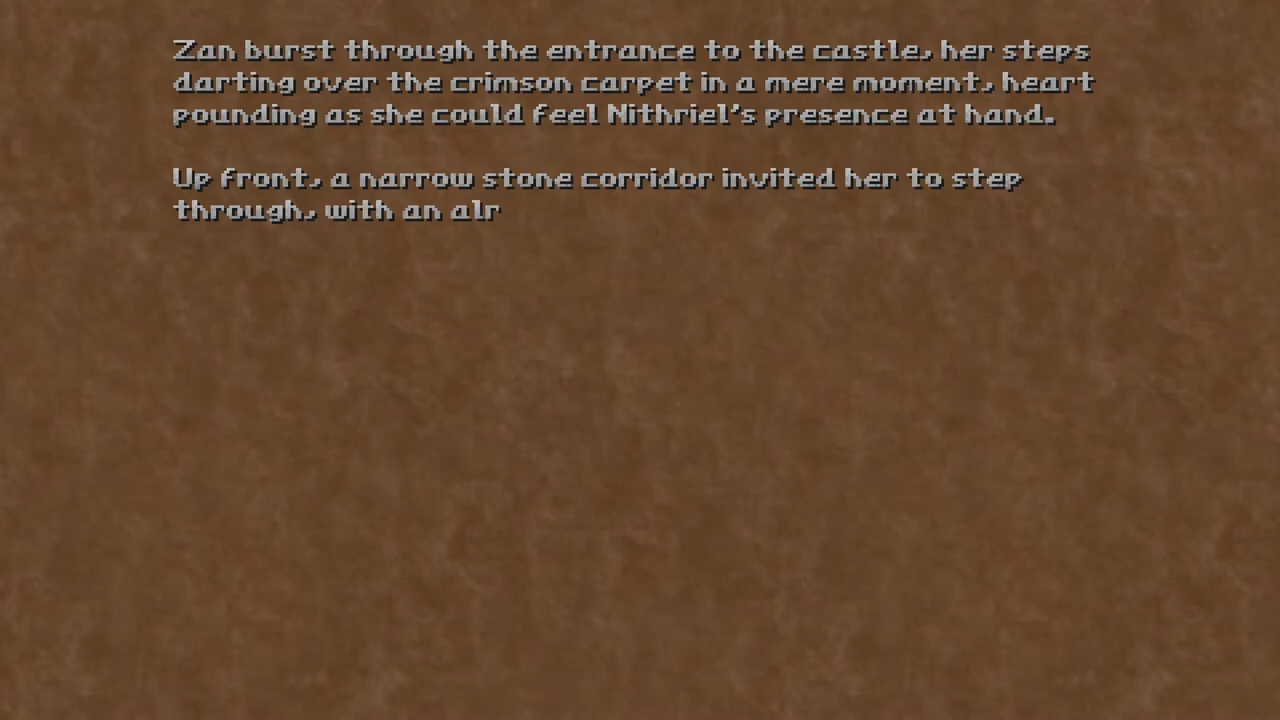 Zan burst through the entrance to the castle, her steps
darting over the crimson carpet in a mere moment, heart
pounding as she could feel Nithriel's presence at hand.
Up front, a narrow stone corridor invited her to step
through, with an alr